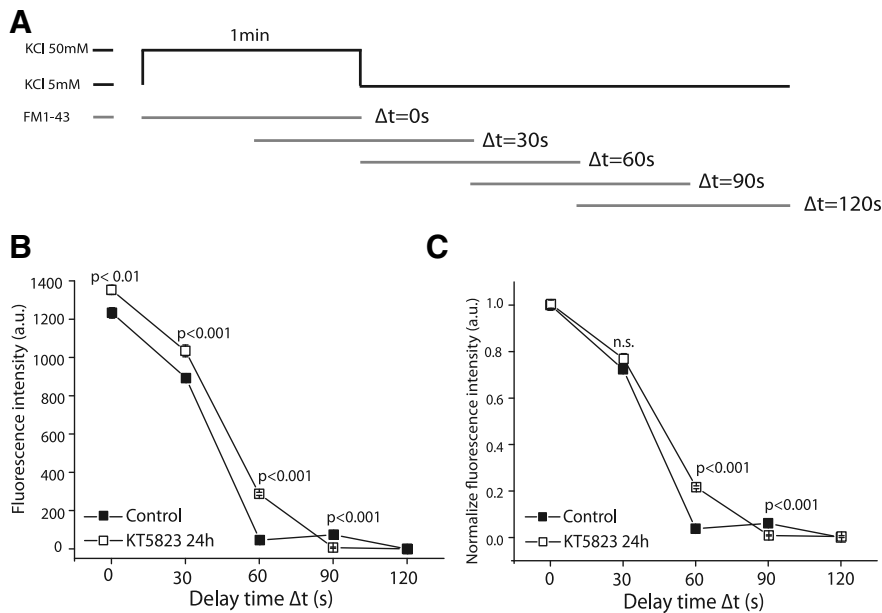 A
KCl 50mM
1min
KCl 5mM
FM1-43
Δt=0s
Δt=30s
Δt=60s
Δt=90s
Δt=120s
B
Fluorescence intensity (a.u.)
1400
1200
1000
800
600
400
200
0
p< 0.01
p<0.001
p<0.001
p<0.001
Control
KT5823 24h
0 30 60 90 120
Delay time Δt (s)
C
Normalize fluorescence intensity (a.u.)
1.0
0.8
0.6
0.4
0.2
0.0
n.s.
p<0.001
p<0.001
Control
KT5823 24h
0 30 60 90 120
Delay time Δt (s)